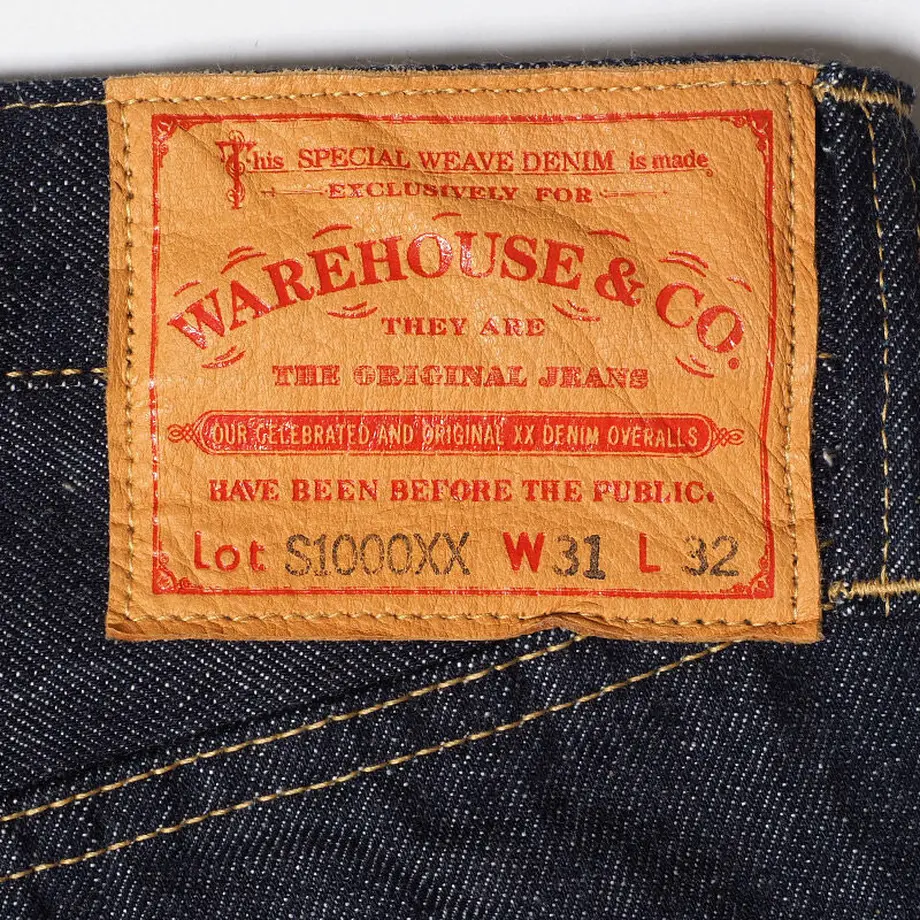 This SPECIAL WEAVE DENIM is made
EXCLUSIVELY FOR
WAREHOUSE & CO.
THEY ARE
THE ORIGINAL JEANS
OUR CELEBRATED AND ORIGINAL XX DENIM OVERALLS
HAVE BEEN BEFORE THE PUBLIC.
Lot S1000XX W31 L 32